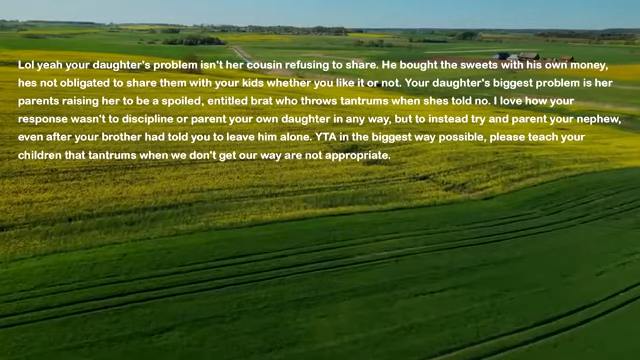 Lol yeah your daughter's problem isn't her cousin refusing to share. He bought the sweets with his own money,
hes not obligated to share them with your kids whether you like it or not. Your daughter's biggest problem is her
parents raising her to be a spoiled, entitled brat who throws tantrums when shes told no. I love how your
response wasn't to discipline or parent your own daughter in any way, but to instead try and parent your nephew,
even after your brother had told you to leave him alone. YTA in the biggest way possible, please teach your
children that tantrums when we don't get our way are not appropriate.